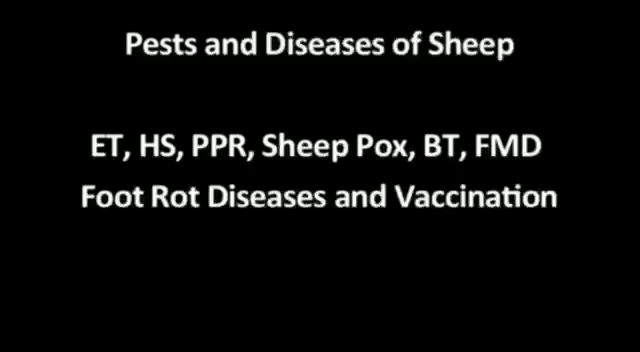 Pests and Diseases of Sheep
ET, HS, PPR, Sheep Pox, BT, FMD
Foot Rot Diseases and Vaccination